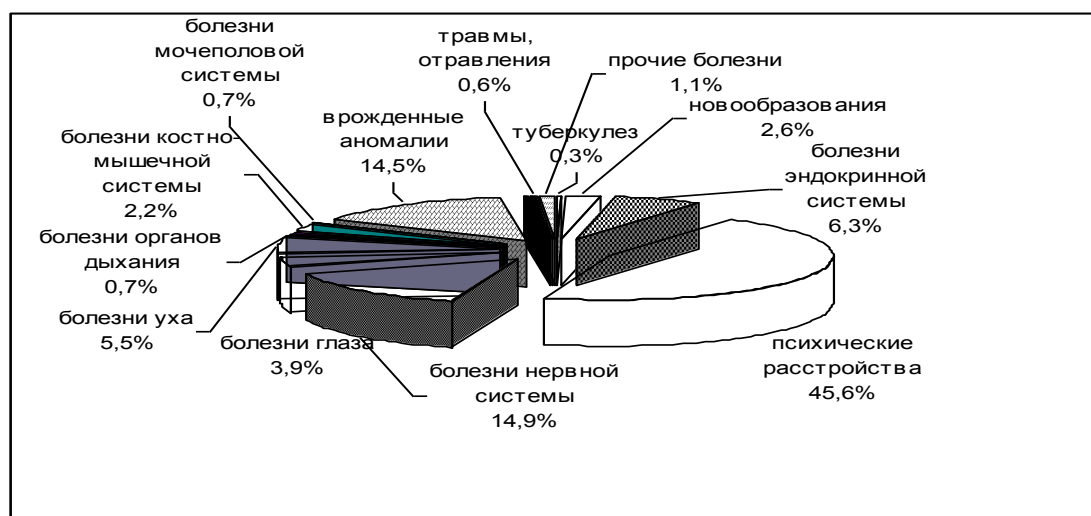 болезни
мочеполовой
системы
0,7%
травмы,
отравления
0,6%
прочие болезни
1,1%
новообразования
2,6%
врожденные
аномалии
14,5%
туберкулез
0,3%
болезни
эндокринной
системы
6,3%
болезни костно-
мышечной
системы
2,2%
болезни органов
дыхания
0,7%
болезни уха
5,5%
болезни глаза
3,9%
болезни нервной
системы
14,9%
психические
расстройства
45,6%